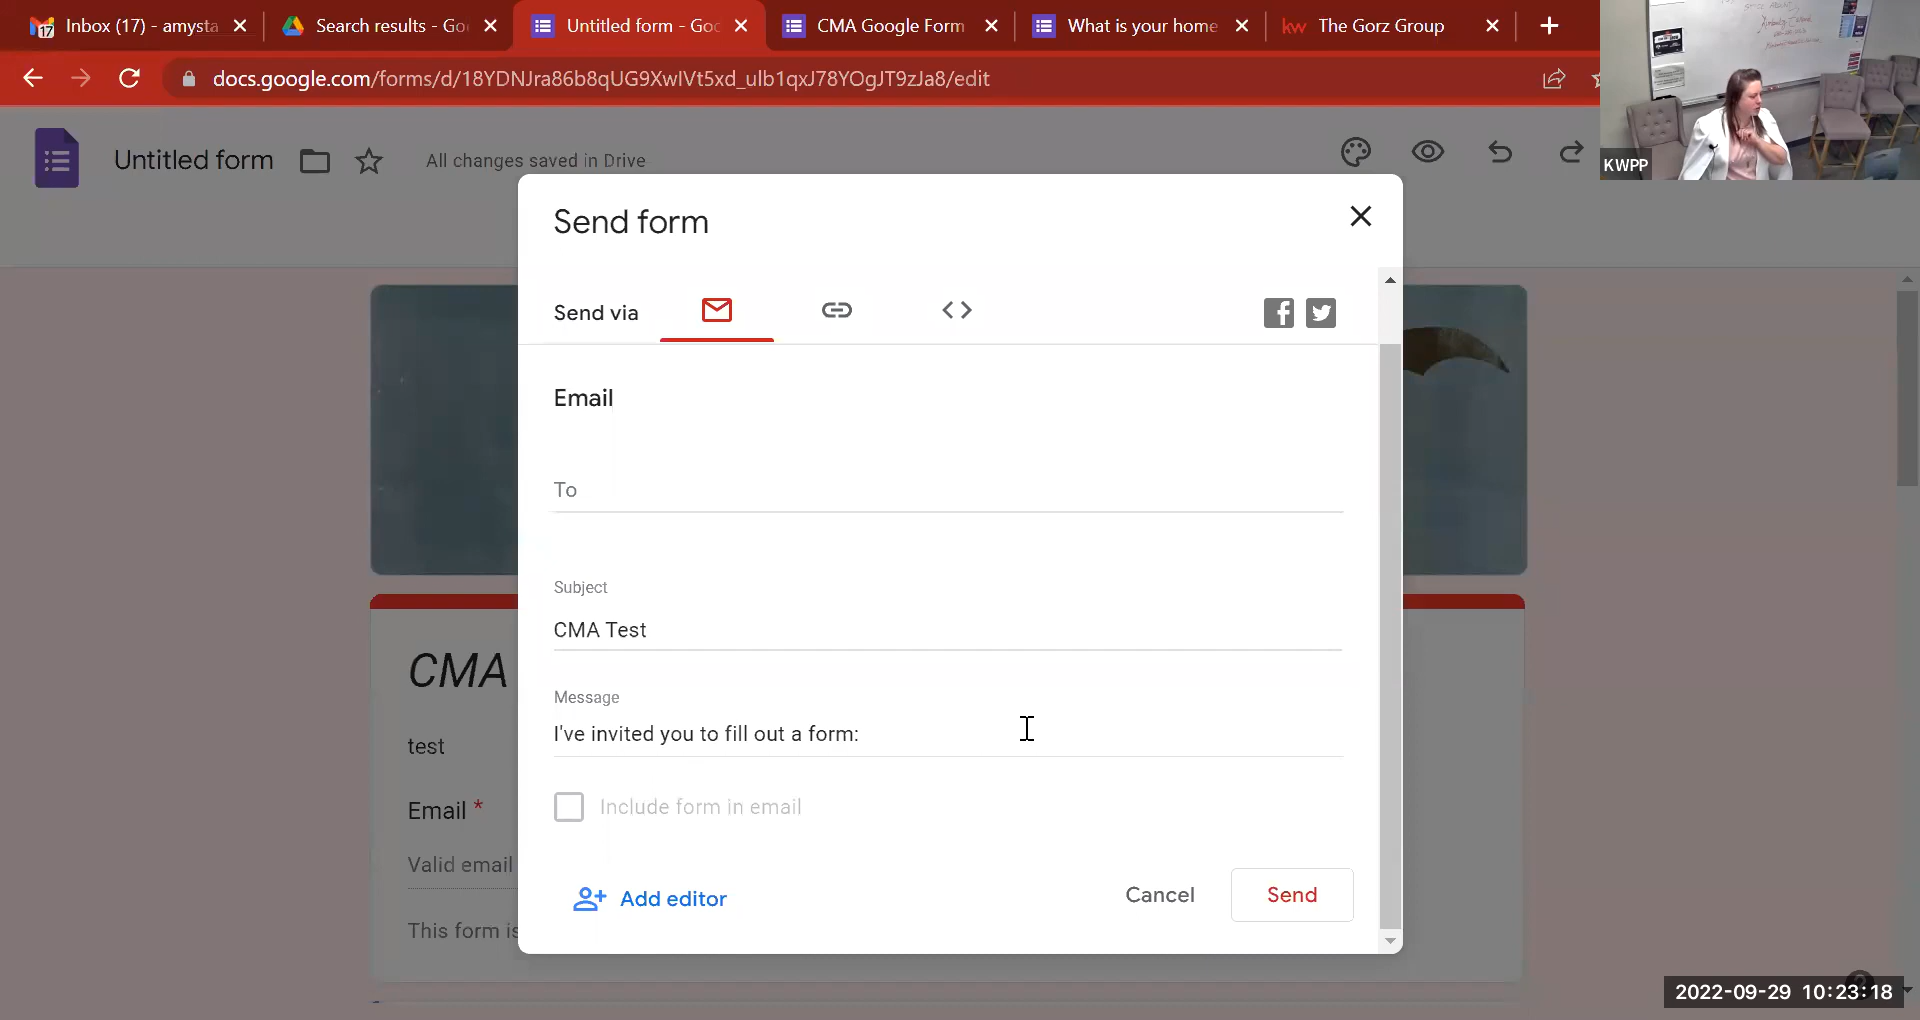 Inbox (17) - amysta
Search results - Go
Untitled form - Goo
CMA Google Form
What is your home
kw The Gorz Group
docs.google.com/forms/d/18YDNJra86b8qUG9XwIVt5xd_ulb1qxJ78YOgJT9zJa8/edit
Untitled form
All changes saved in Drive
KWPP
Send form
Send via
Email
To
Subject
CMA Test
Message
I've invited you to fill out a form:
Include form in email
Add editor
Cancel
Send
CMA
test
Email *
Valid email
This form is
2022-09-29 10:23:18